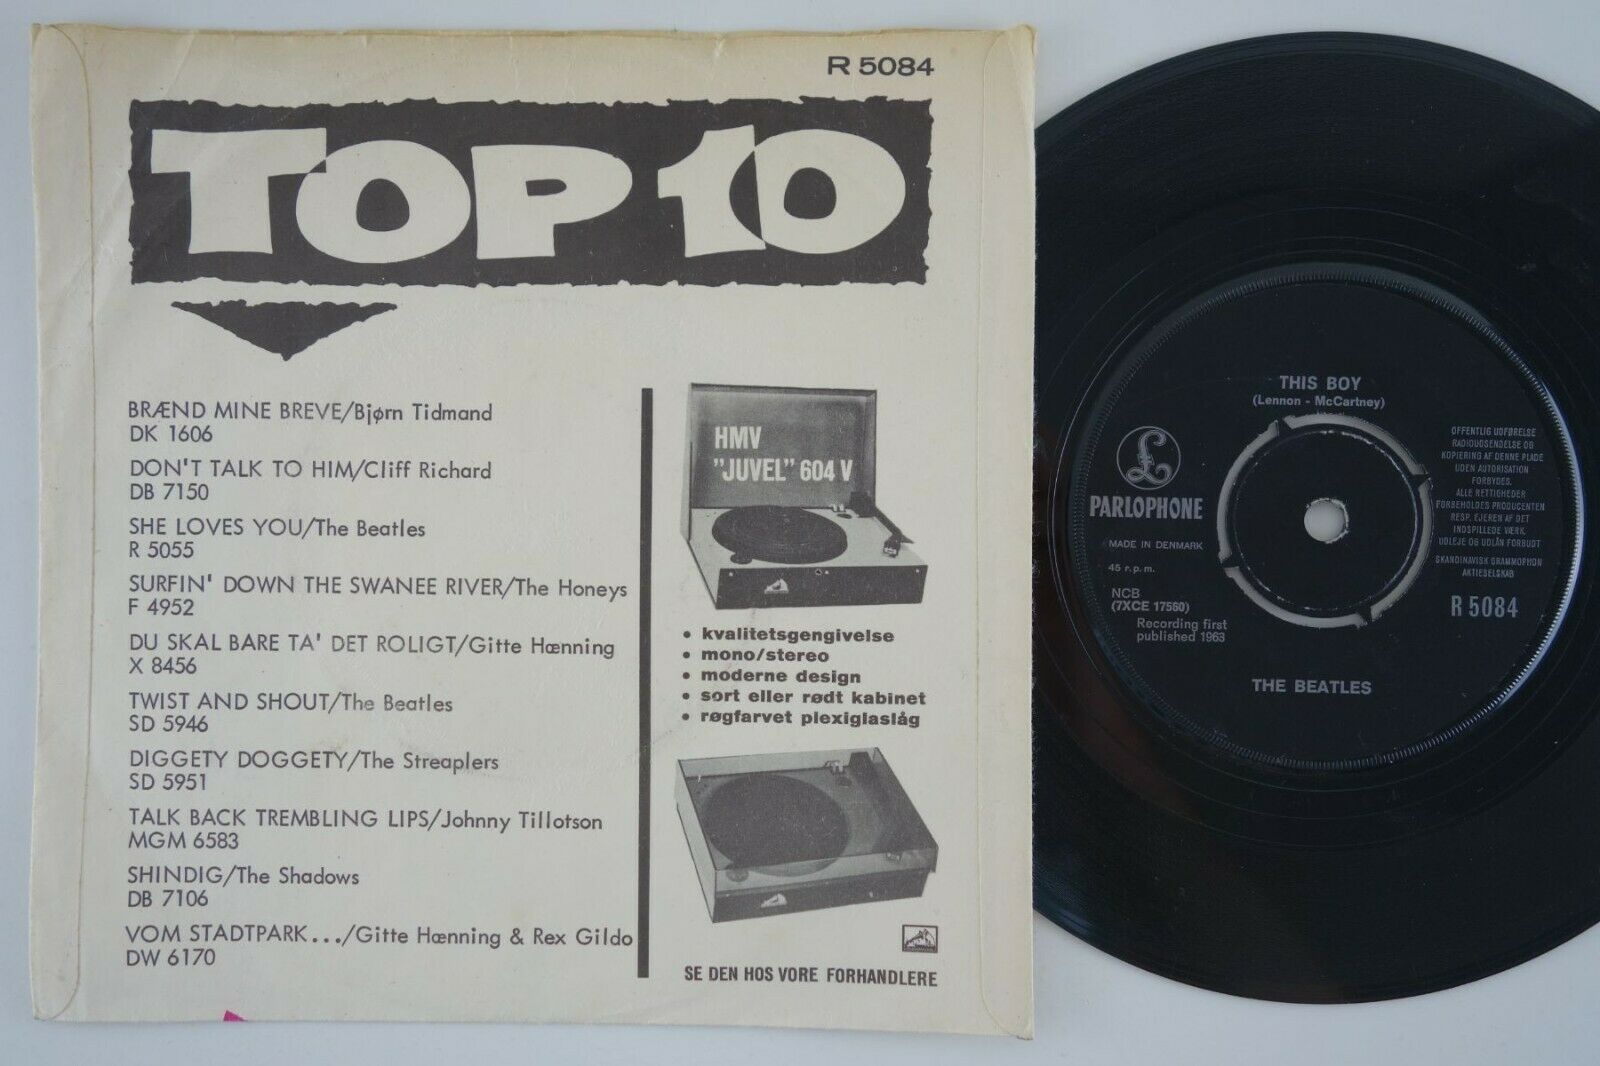 R 5084
TOP 10
BRÆND MINE BREVE/Bjørn Tidmand
DK 1606
DON'T TALK TO HIM/Cliff Richard
DB 7150
SHE LOVES YOU/The Beatles
R 5055
SURFIN' DOWN THE SWANEE RIVER/The Honeys
F 4952
DU SKAL BARE TA' DET ROLIGT/Gitte Hænning
X 8456
TWIST AND SHOUT/The Beatles
SD 5946
DIGGETY DOGGETY/The Streaplers
SD 5951
TALK BACK TREMBLING LIPS/Johnny Tillotson
MGM 6583
SHINDIG/The Shadows
DB 7106
VOM STADTPARK.../Gitte Hænning & Rex Gildo
DW 6170
HMV
"JUVEL" 604 V
• kvalitetsgengivelse
• mono/stereo
• moderne design
• sort eller rødt kabinet
• røgfarvet plexiglaslåg
SE DEN HOS VORE FORHANDLERE
THIS BOY
(Lennon - McCartney)
£
PARLOPHONE
MADE IN DENMARK
45 r.p.m.
NCB
(7XCE 17560)
Recording first
published 1963
OFFENTLIG UDFØRELSE
RADIOUDSENDELSE OG
KOPIERING AF DENNE PLADE
UDEN AUTORISATION
FORBYDES.
ALLE RETTIGHEDER
FORBEHOLDES PRODUCENTEN
RESP. EJEREN AF DET
INDSPILLEDE VÆRK.
UDLEJE OG UDLÅN FORBUDT
SKANDINAVISK GRAMMOPHON
AKTIESELSKAB
R 5084
THE BEATLES